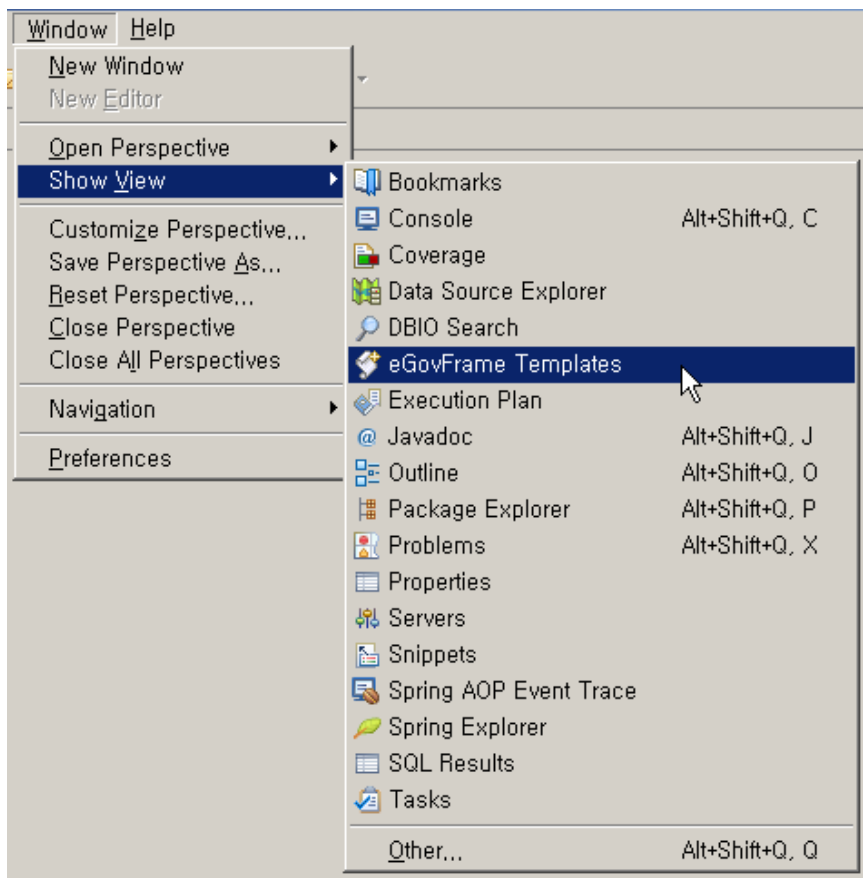 Window Help
New Window
New Editor
Open Perspective
Show View
Customize Perspective...
Save Perspective As...
Reset Perspective...
Close Perspective
Close All Perspectives
Navigation
Preferences
Bookmarks
Console Alt+Shift+Q, C
Coverage
Data Source Explorer
DBIO Search
eGovFrame Templates
Execution Plan
Javadoc Alt+Shift+Q, J
Outline Alt+Shift+Q, O
Package Explorer Alt+Shift+Q, P
Problems Alt+Shift+Q, X
Properties
Servers
Snippets
Spring AOP Event Trace
Spring Explorer
SQL Results
Tasks
Other... Alt+Shift+Q, Q